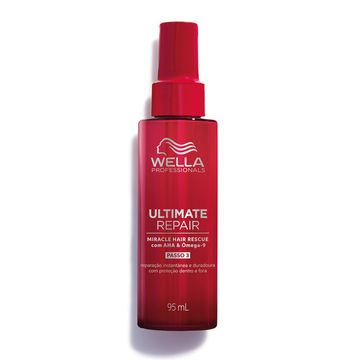 WELLA
PROFESSIONALS
ULTIMATE
REPAIR
MIRACLE HAIR RESCUE
com AHA & Ômega-9
PASSO 3
reparação instantânea e duradoura
com proteção dentro e fora
95 mL